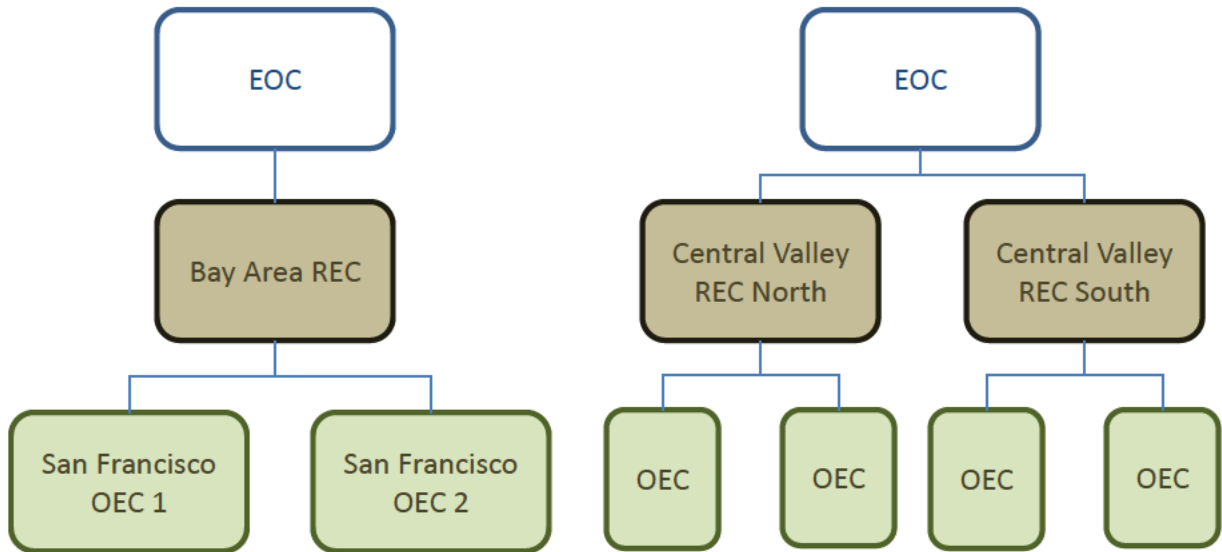 EOC
EOC
Bay Area REC
Central Valley
REC North
Central Valley
REC South
San Francisco
OEC 1
San Francisco
OEC 2
OEC
OEC
OEC
OEC